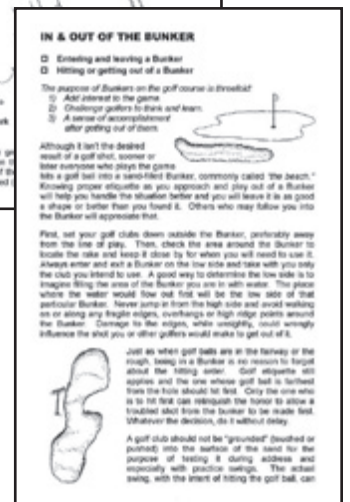 IN & OUT OF THE BUNKER
Entering and leaving a Bunker
Hitting or getting out of a Bunker
The purpose of Bunkers on the golf course is threefold:
1) Add interest to the game.
2) Challenge golfers to think and learn.
3) A sense of accomplishment
after getting out of them.
Although it isn't the desired
result of a golf shot, sooner or
later everyone who plays the game
hits a golf ball into a sand-filled Bunker, commonly called "the beach."
Knowing proper etiquette as you approach and play out of a Bunker
will help you handle the situation better and you will leave it in as good
a shape or better than you found it. Others who may follow you into
the Bunker will appreciate that.
First, set your golf clubs down outside the Bunker, preferably away
from the line of play. Then, check the area around the Bunker to
locate the rake and keep it close by for when you will need to use it.
Always enter and exit a Bunker on the low side and take with you only
the club you intend to use. A good way to determine the low side is to
imagine filling the area of the Bunker you are in with water. The place
where the water would flow out first will be the low side of that
particular Bunker. Never jump in from the high side and avoid walking
on or along any fragile edges, overhangs or high ridge points around
the Bunker. Damage to the edges, while unsightly, could wrongly
influence the shot you or other golfers would make to get out of it.
Just as when golf balls are in the fairway or the
rough, being in a Bunker is no reason to forget
about the hitting order. Golf etiquette still
applies and the one whose golf ball is farthest
from the hole should hit first. Only the one who
is to hit first can relinquish the honor to allow a
troubled shot from the bunker to be made first.
Whatever the decision, do it without delay.
A golf club should not be "grounded" (touched or
pushed) into the surface of the sand for the
purpose of testing it during address and
especially with practice swings. The actual
swing, with the intent of hitting the golf ball, can